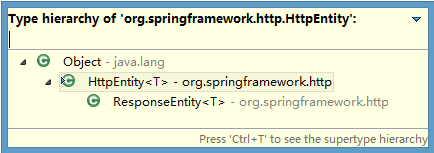 Type hierarchy of 'org.springframework.http.HttpEntity':
Object - java.lang
HttpEntity<T> - org.springframework.http
ResponseEntity<T> - org.springframework.http
Press 'Ctrl+T' to see the supertype hierarchy